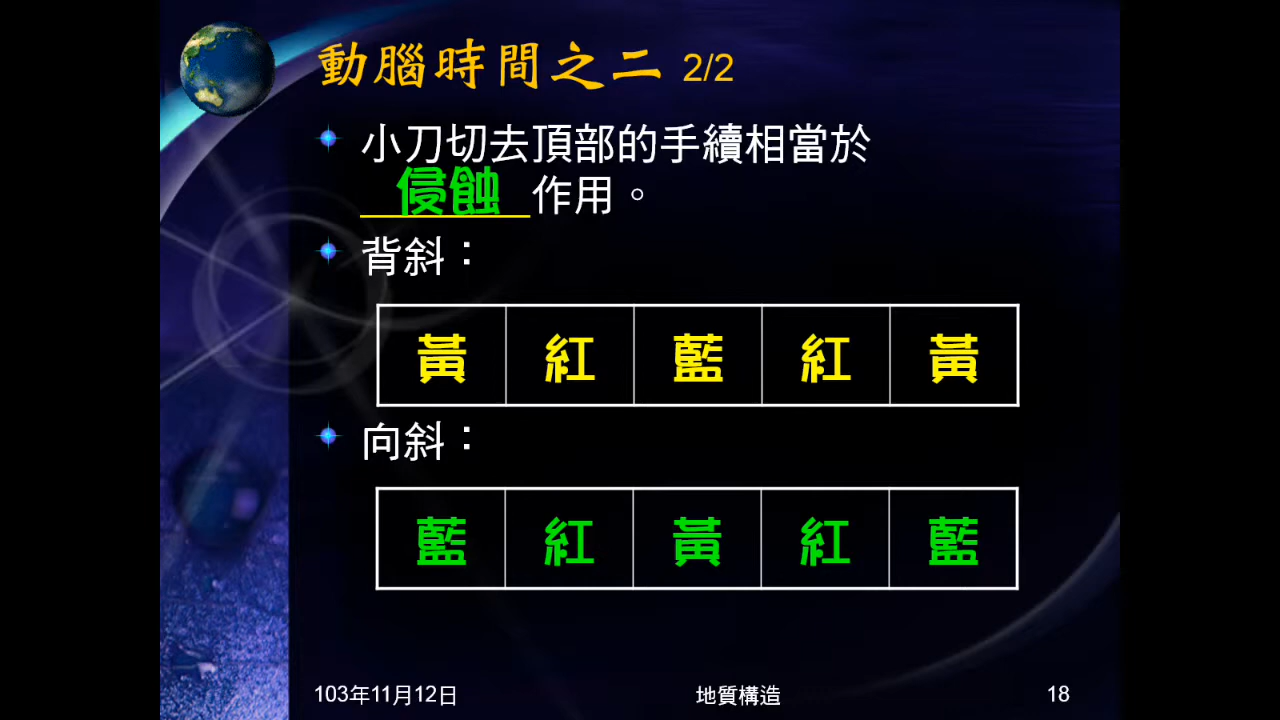 動腦時間之二 2/2
小刀切去頂部的手續相當於
侵蝕作用。
背斜：
黃 紅 藍 紅 黃
向斜：
藍 紅 黃 紅 藍
103年11月12日 地質構造 18